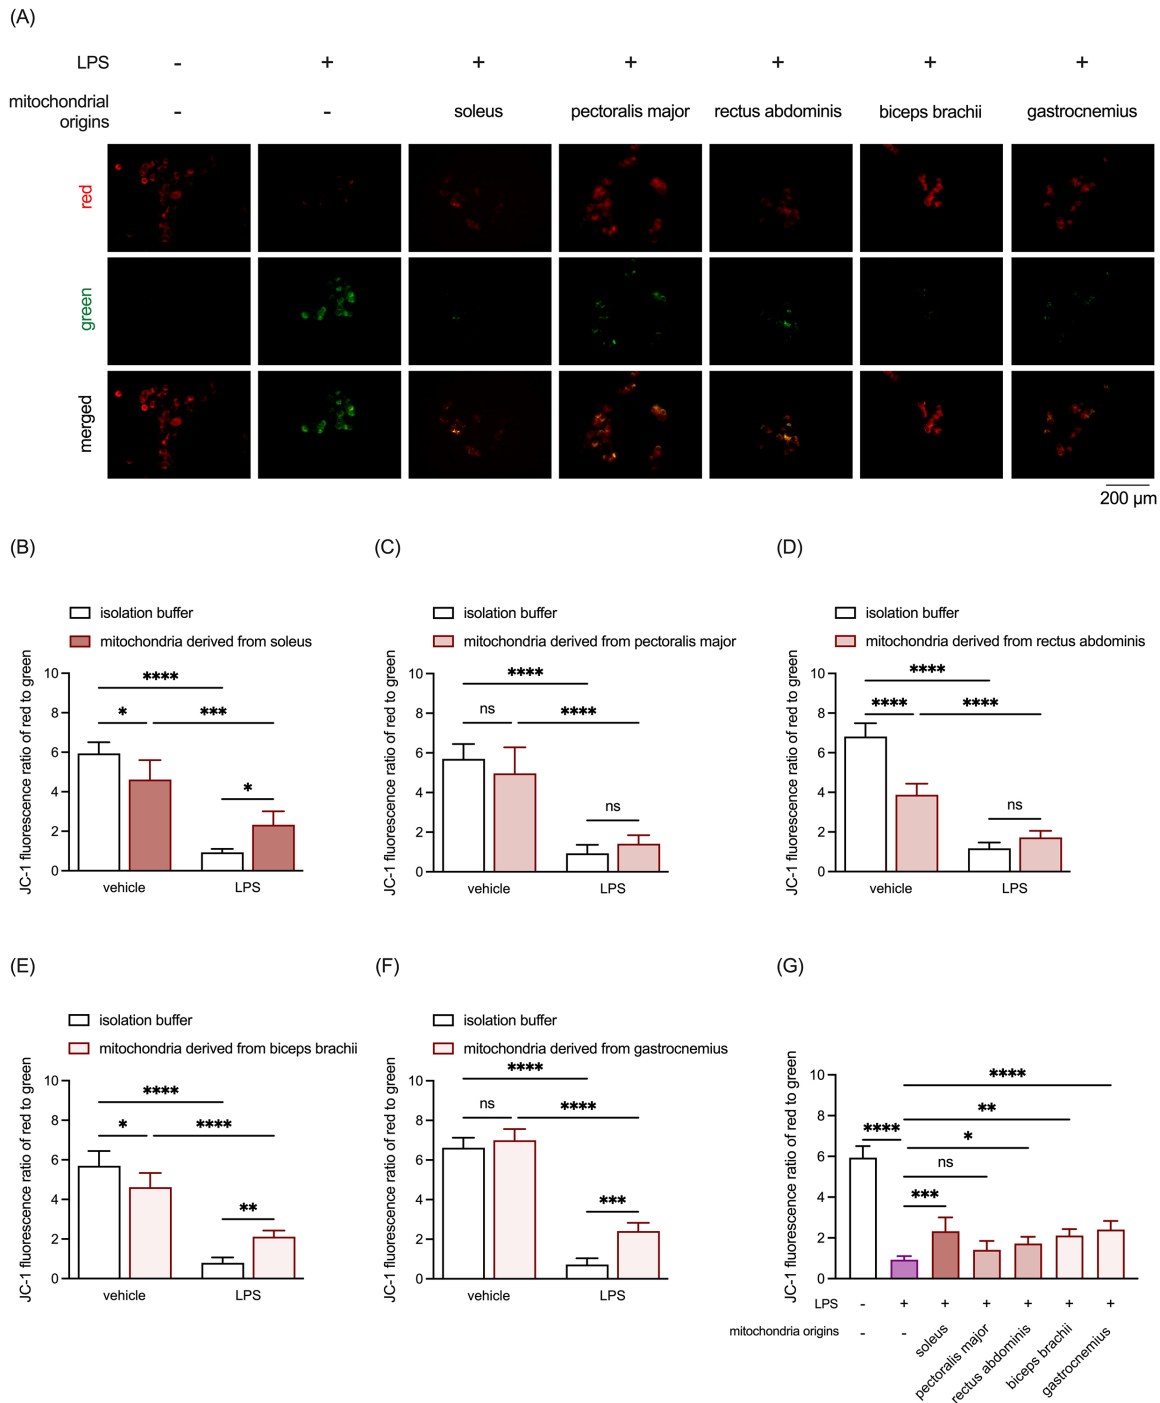 (A)
LPS - + + + + + +
mitochondrial origins - - soleus pectoralis major rectus abdominis biceps brachii gastrocnemius
red
green
merged
200 µm
(B)
isolation buffer
mitochondria derived from soleus
JC-1 fluorescence ratio of red to green
10
8
6
4
2
0
****
* ***
*
vehicle LPS
(C)
isolation buffer
mitochondria derived from pectoralis major
JC-1 fluorescence ratio of red to green
10
8
6
4
2
0
****
ns ****
ns
vehicle LPS
(D)
isolation buffer
mitochondria derived from rectus abdominis
JC-1 fluorescence ratio of red to green
10
8
6
4
2
0
****
**** ****
ns
vehicle LPS
(E)
isolation buffer
mitochondria derived from biceps brachii
JC-1 fluorescence ratio of red to green
10
8
6
4
2
0
****
* ****
**
vehicle LPS
(F)
isolation buffer
mitochondria derived from gastrocnemius
JC-1 fluorescence ratio of red to green
10
8
6
4
2
0
****
ns ****
***
vehicle LPS
(G)
JC-1 fluorescence ratio of red to green
10
8
6
4
2
0
****
**
**** *
ns
***
LPS - + + + + + +
mitochondria origins - - soleus pectoralis major rectus abdominis biceps brachii gastrocnemius